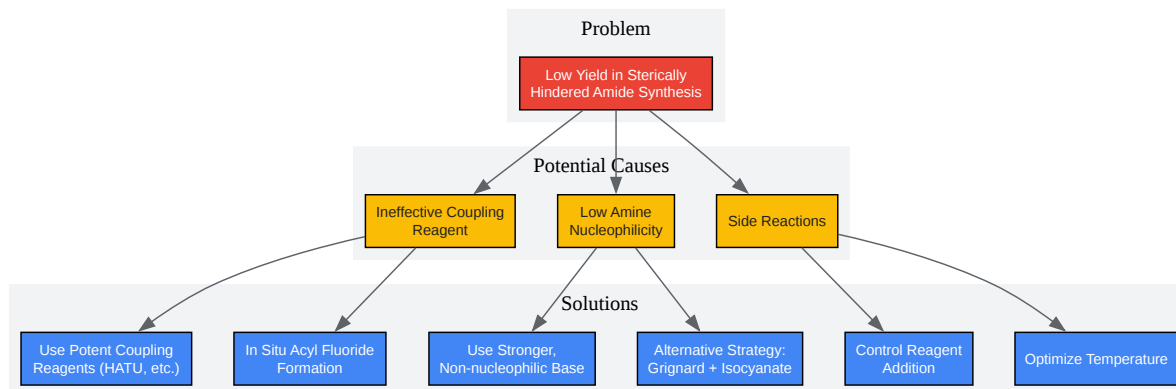 Problem
Low Yield in Sterically
Hindered Amide Synthesis
Potential Causes
Ineffective Coupling
Reagent
Low Amine
Nucleophilicity
Side Reactions
Solutions
Use Potent Coupling
Reagents (HATU, etc.)
In Situ Acyl Fluoride
Formation
Use Stronger,
Non-nucleophilic Base
Alternative Strategy:
Grignard + Isocyanate
Control Reagent
Addition
Optimize Temperature